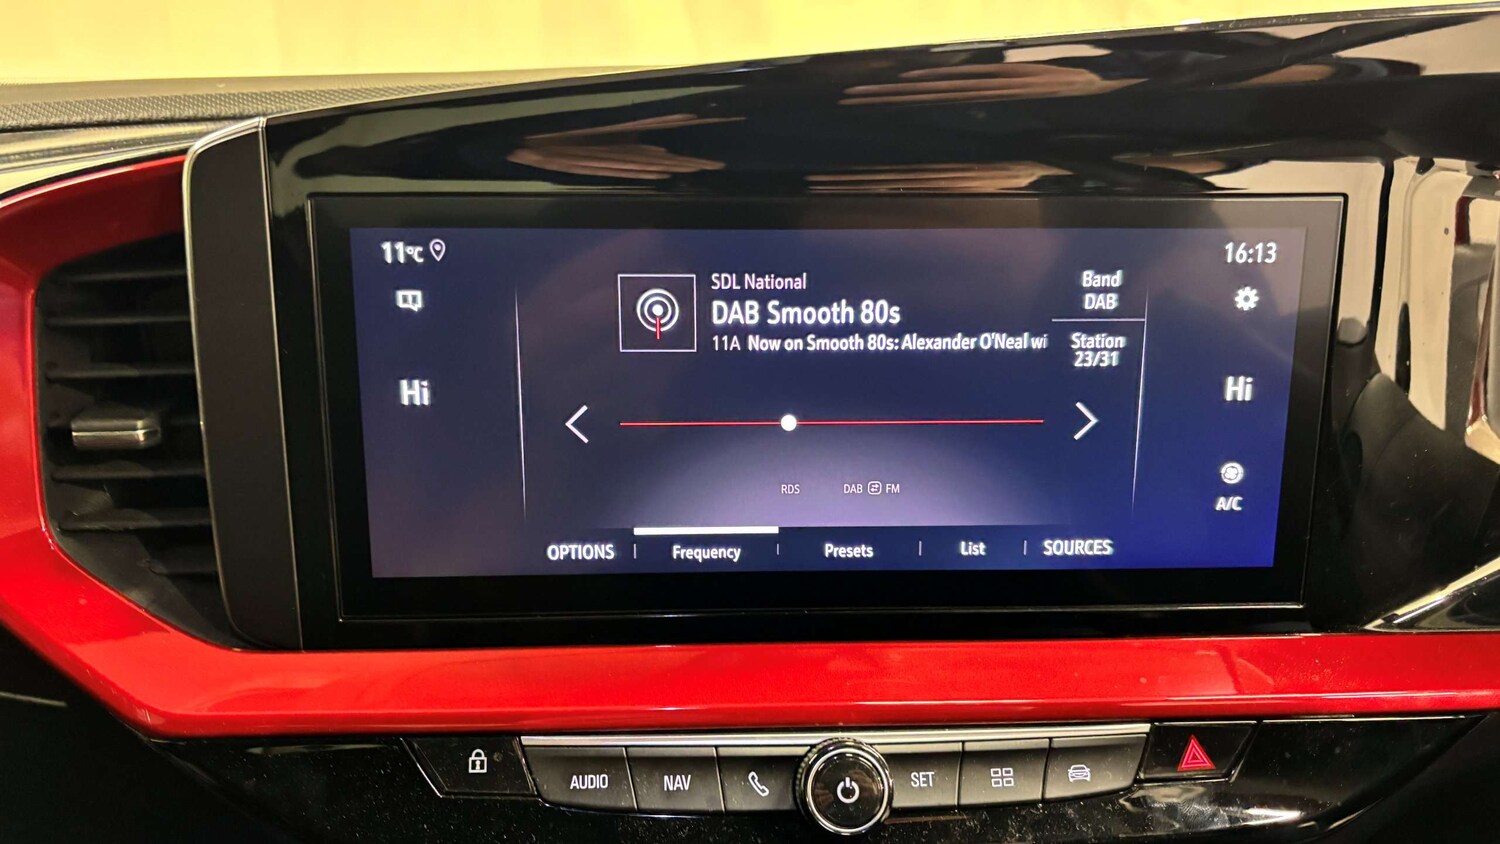 11°C
16:13
SDL National
DAB Smooth 80s
11A Now on Smooth 80s: Alexander O'Neal wi
Band
DAB
Station
23/31
Hi
Hi
RDS
DAB FM
A/C
OPTIONS | Frequency | Presets | List | SOURCES
AUDIO NAV SET